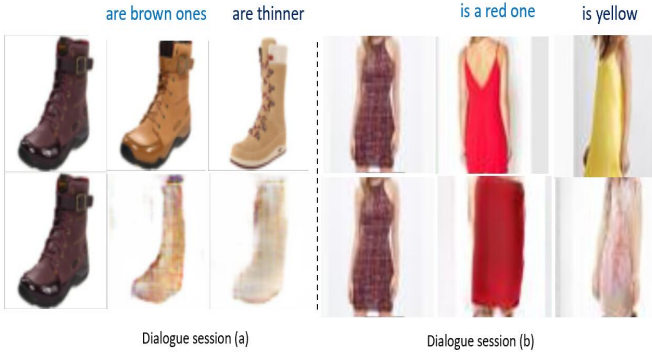 are brown ones
are thinner
is a red one
is yellow
Dialogue session (a)
Dialogue session (b)